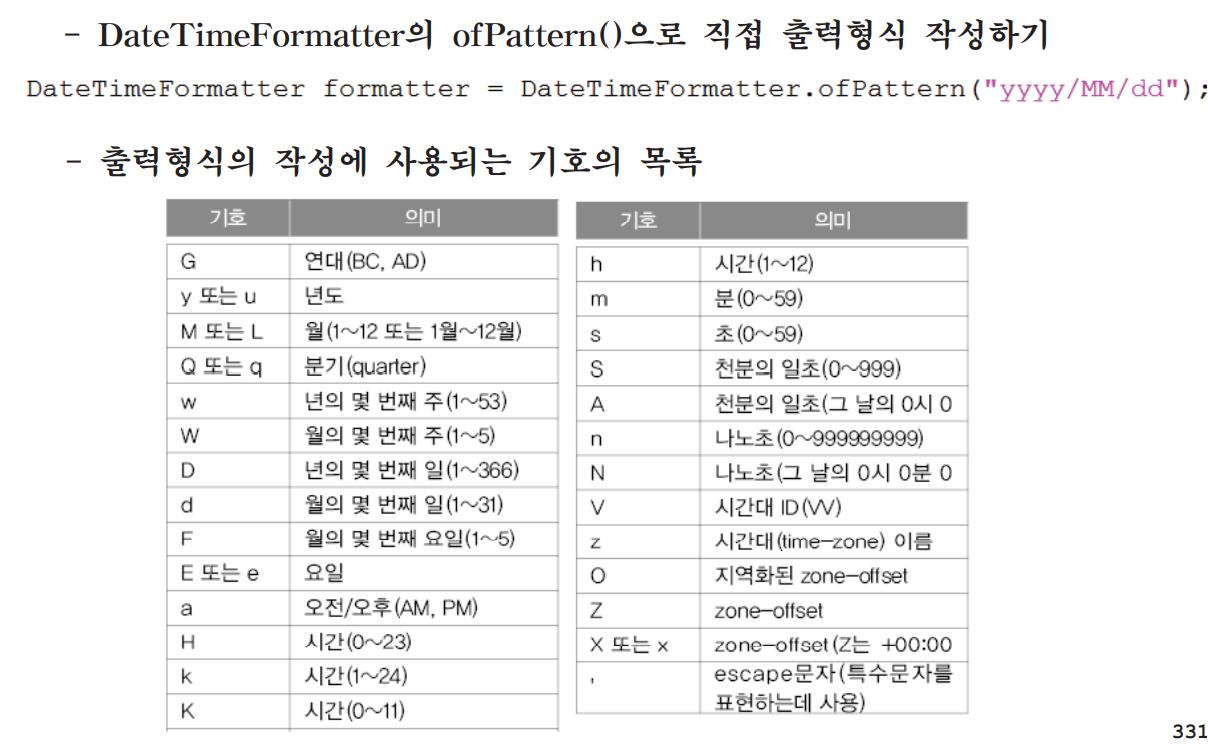 - DateTimeFormatter의 ofPattern()으로 직접 출력형식 작성하기
DateTimeFormatter formatter = DateTimeFormatter.ofPattern("yyyy/MM/dd");
- 출력형식의 작성에 사용되는 기호의 목록
기호 의미
G 연대(BC, AD)
y 또는 u 년도
M 또는 L 월(1~12 또는 1월~12월)
Q 또는 q 분기(quarter)
w 년의 몇 번째 주(1~53)
W 월의 몇 번째 주(1~5)
D 년의 몇 번째 일(1~366)
d 월의 몇 번째 일(1~31)
F 월의 몇 번째 요일(1~5)
E 또는 e 요일
a 오전/오후(AM, PM)
H 시간(0~23)
k 시간(1~24)
K 시간(0~11)
기호 의미
h 시간(1~12)
m 분(0~59)
s 초(0~59)
S 천분의 일초(0~999)
A 천분의 일초(그 날의 0시 0
n 나노초(0~999999999)
N 나노초(그 날의 0시 0분 0
V 시간대 ID(VV)
z 시간대(time-zone) 이름
O 지역화된 zone-offset
Z zone-offset
X 또는 x zone-offset(Z는 +00:00
' escape문자(특수문자를
표현하는데 사용)
331